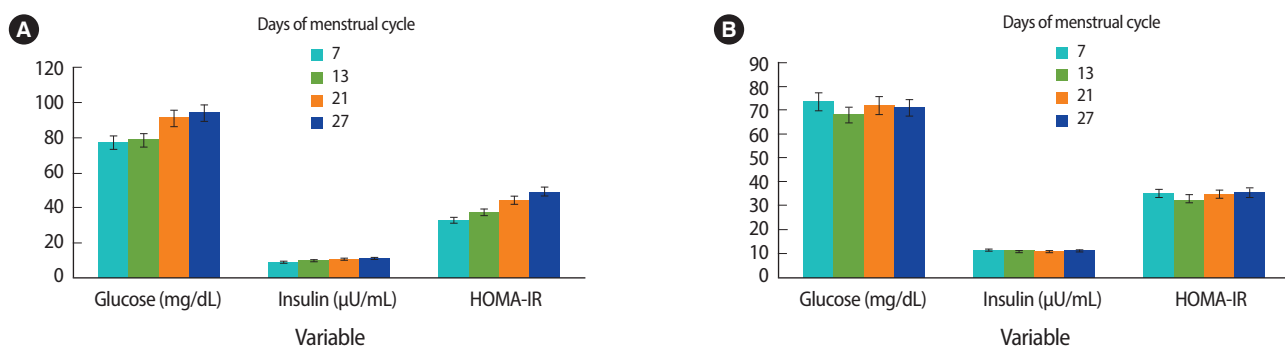 A
Days of menstrual cycle
7
13
21
27
120
100
80
60
40
20
0
Glucose (mg/dL)
Insulin (μU/mL)
HOMA-IR
Variable
B
Days of menstrual cycle
7
13
21
27
90
80
70
60
50
40
30
20
10
0
Glucose (mg/dL)
Insulin (μU/mL)
HOMA-IR
Variable